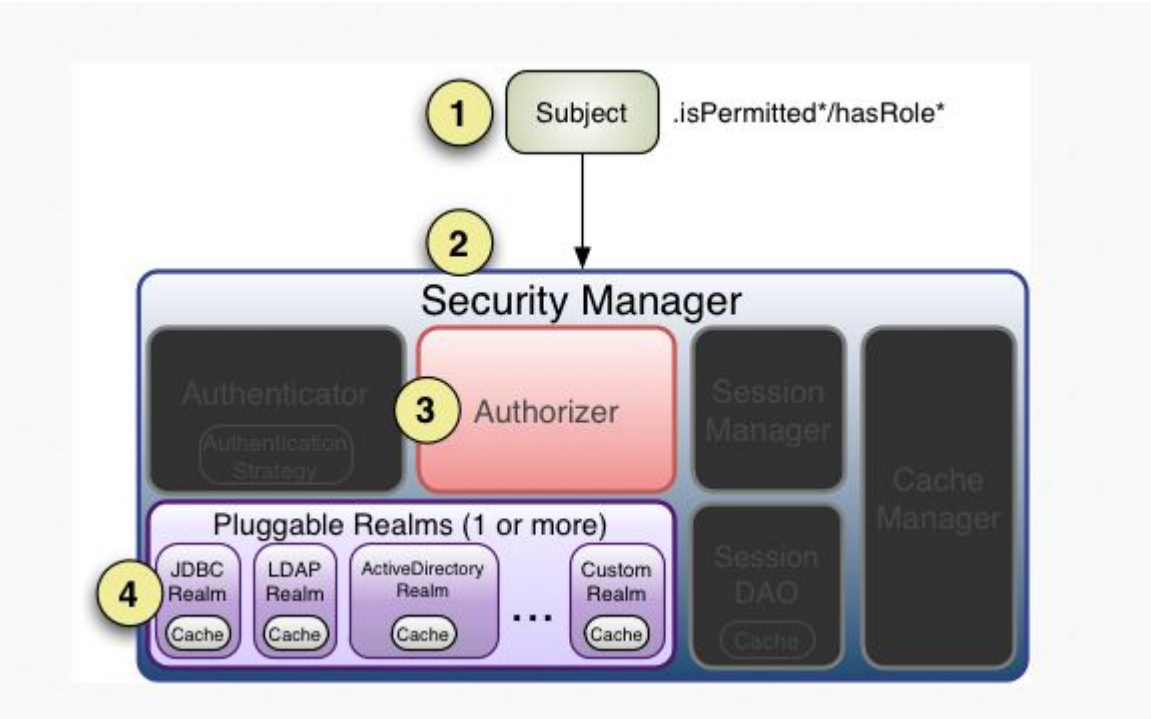 1
Subject
.isPermitted*/hasRole*
2
Security Manager
Authenticator
Authentication
Strategy
3
Authorizer
Session
Manager
Cache
Manager
Pluggable Realms (1 or more)
4
JDBC
Realm
Cache
LDAP
Realm
Cache
ActiveDirectory
Realm
Cache
...
Custom
Realm
Cache
Session
DAO
Cache